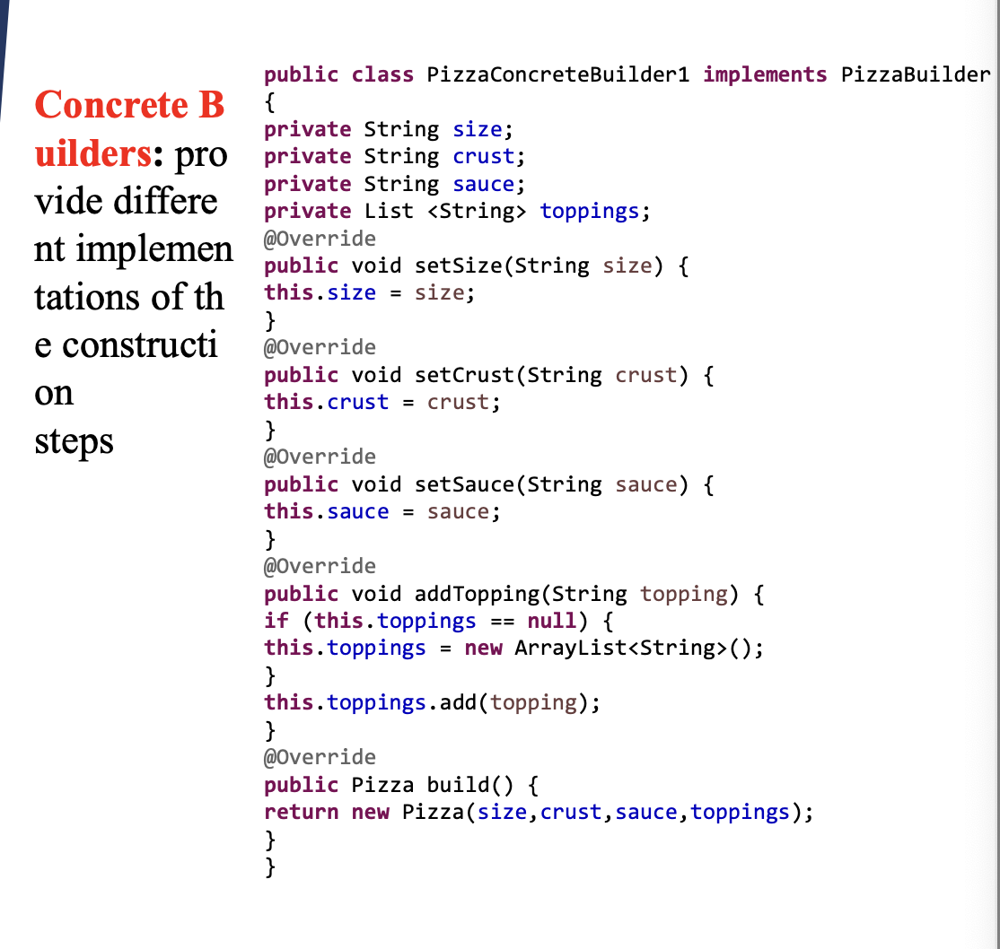 Concrete B
uilders: pro
vide differe
nt implemen
tations of th
e constructi
on
steps
public class PizzaConcreteBuilder1 implements PizzaBuilder
{
private String size;
private String crust;
private String sauce;
private List <String> toppings;
@Override
public void setSize(String size) {
this.size = size;
}
@Override
public void setCrust(String crust) {
this.crust = crust;
}
@Override
public void setSauce(String sauce) {
this.sauce = sauce;
}
@Override
public void addTopping(String topping) {
if (this.toppings == null) {
this.toppings = new ArrayList<String>();
}
this.toppings.add(topping);
}
@Override
public Pizza build() {
return new Pizza(size,crust,sauce,toppings);
}
}